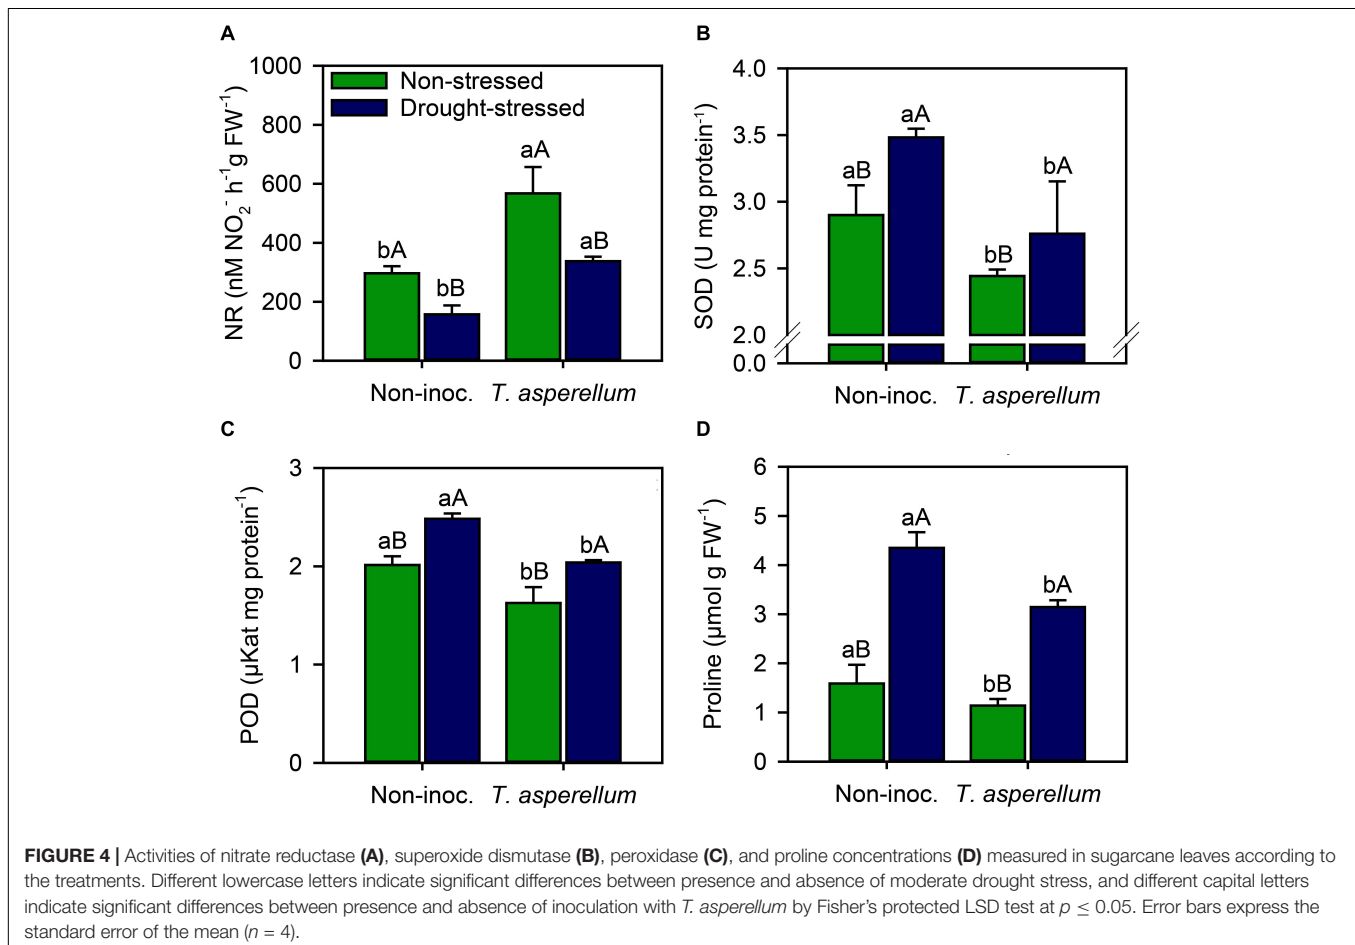 A
1000
800
600
400
200
0
NR (nM NO₂⁻ h⁻¹g FW⁻¹)
Non-stressed
Drought-stressed
bA
bB
aA
aB
Non-inoc.
T. asperellum
B
4.0
3.5
3.0
2.5
2.0
0.0
SOD (U mg protein⁻¹)
aB
aA
bB
bA
Non-inoc.
T. asperellum
C
3
2
1
0
POD (µKat mg protein⁻¹)
aB
aA
bB
bA
Non-inoc.
T. asperellum
D
6
5
4
3
2
1
0
Proline (µmol g FW⁻¹)
aB
aA
bB
bA
Non-inoc.
T. asperellum
FIGURE 4 | Activities of nitrate reductase (A), superoxide dismutase (B), peroxidase (C), and proline concentrations (D) measured in sugarcane leaves according to
the treatments. Different lowercase letters indicate significant differences between presence and absence of moderate drought stress, and different capital letters
indicate significant differences between presence and absence of inoculation with T. asperellum by Fisher's protected LSD test at p ≤ 0.05. Error bars express the
standard error of the mean (n = 4).